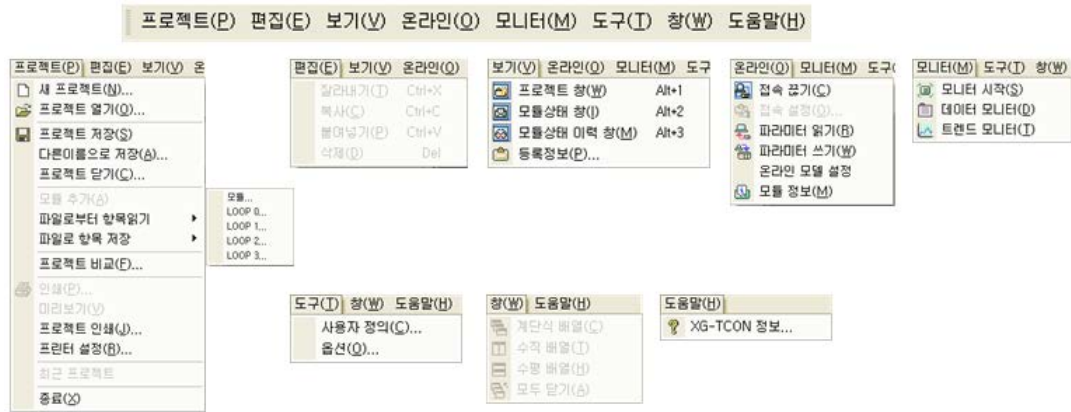 프로젝트(P) 편집(E) 보기(V) 온라인(O) 모니터(M) 도구(T) 창(W) 도움말(H)
프로젝트(P) 편집(E) 보기(V) 온
새 프로젝트(N)...
프로젝트 열기(O)...
프로젝트 저장(S)
다른이름으로 저장(A)...
프로젝트 닫기(C)...
모듈 추가(A)
파일로부터 항목읽기
파일로 항목 저장
프로젝트 비교(F)...
인쇄(P)...
미리보기(V)
프로젝트 인쇄(J)...
프린터 설정(R)...
최근 프로젝트
종료(X)
모듈...
LOOP 0...
LOOP 1...
LOOP 2...
LOOP 3...
편집(E) 보기(V) 온라인(O)
잘라내기(T) Ctrl+X
복사(C) Ctrl+C
붙여넣기(P) Ctrl+V
삭제(D) Del
보기(V) 온라인(O) 모니터(M) 도구
프로젝트 창(W) Alt+1
모듈상태 창(I) Alt+2
모듈상태 이력 창(M) Alt+3
등록정보(P)...
온라인(O) 모니터(M) 도구(
접속 끊기(C)
접속 설정(O)...
파라미터 읽기(R)
파라미터 쓰기(W)
온라인 모델 설정
모듈 정보(M)
모니터(M) 도구(T) 창(W)
모니터 시작(S)
데이터 모니터(D)
트렌드 모니터(T)
도구(T) 창(W) 도움말(H)
사용자 정의(C)...
옵션(O)...
창(W) 도움말(H)
계단식 배열(C)
수직 배열(T)
수평 배열(H)
모두 닫기(A)
도움말(H)
XG-TCON 정보...